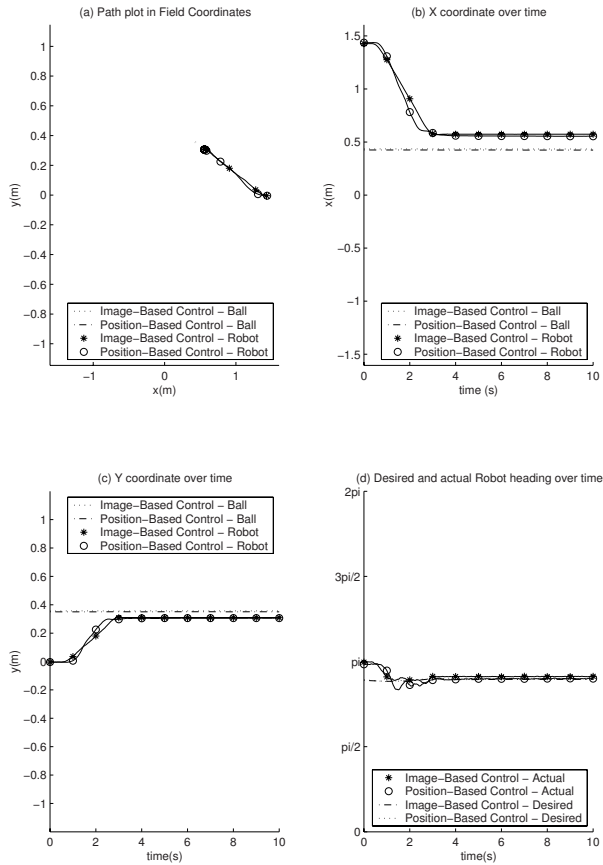 (a) Path plot in Field Coordinates
1
0.8
0.6
0.4
0.2
0
−0.2
−0.4
−0.6
−0.8
−1
y(m)
Image−Based Control − Ball
Position−Based Control − Ball
Image−Based Control − Robot
Position−Based Control − Robot
−1 0 1
x(m)
(b) X coordinate over time
1.5
1
0.5
0
−0.5
−1
−1.5
x(m)
Image−Based Control − Ball
Position−Based Control − Ball
Image−Based Control − Robot
Position−Based Control − Robot
0 2 4 6 8 10
time (s)
(c) Y coordinate over time
Image−Based Control − Ball
Position−Based Control − Ball
Image−Based Control − Robot
Position−Based Control − Robot
1
0.8
0.6
0.4
0.2
0
−0.2
−0.4
−0.6
−0.8
−1
y(m)
0 2 4 6 8 10
time(s)
(d) Desired and actual Robot heading over time
2pi
3pi/2
pi
pi/2
0
Image−Based Control − Actual
Position−Based Control − Actual
Image−Based Control − Desired
Position−Based Control − Desired
0 2 4 6 8 10
time(s)